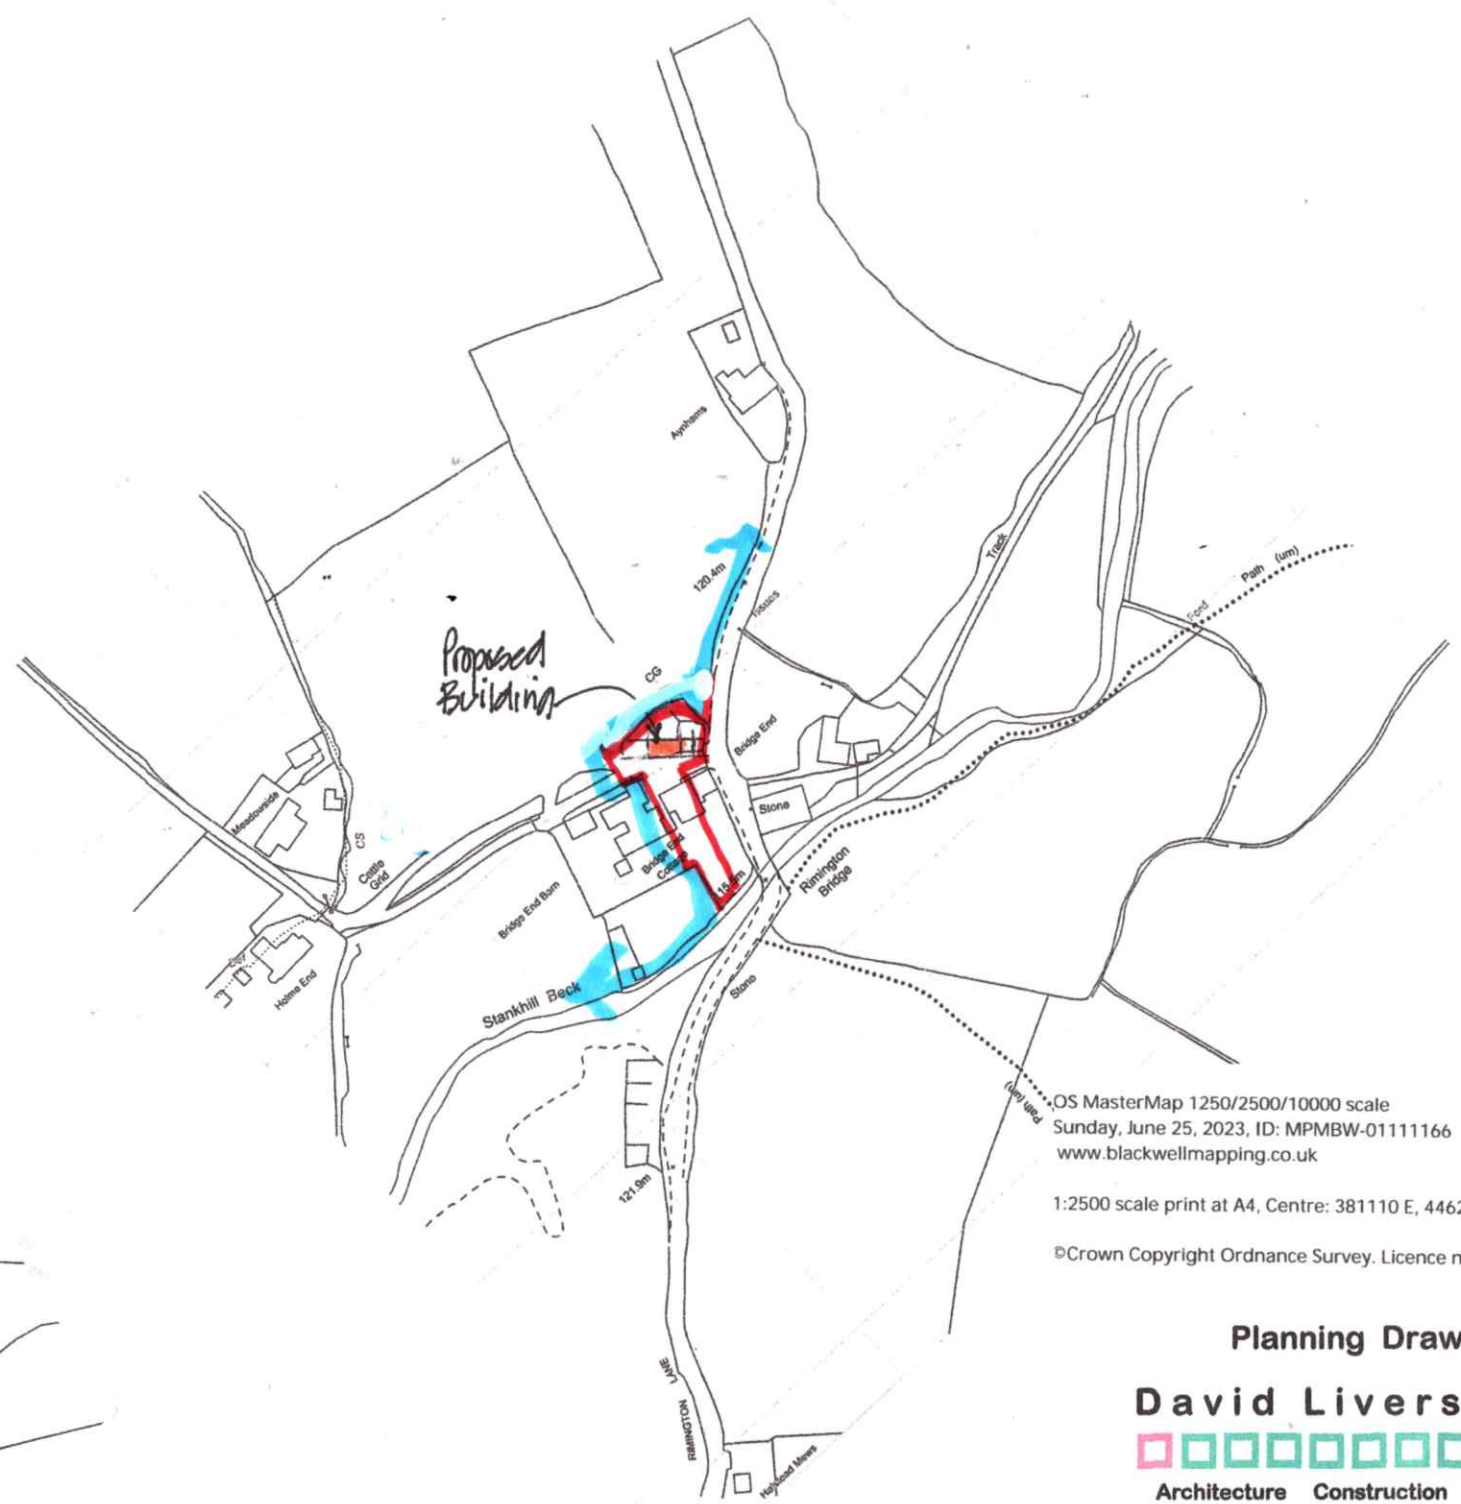 Aynhams
120.4m
Issues
Track
Path (um)
Ford
Proposed
Building
CG
Bridge End
Meadowside
CS
Cattle
Grid
Stone
Bridge End
Cottage
Rimington
Bridge
Bridge End Barn
Holme End
Stankhill Beck
Stone
Path (um)
OS MasterMap 1250/2500/10000 scale
Sunday, June 25, 2023, ID: MPMBW-01111166
www.blackwellmapping.co.uk
1:2500 scale print at A4, Centre: 381110 E, 4462
©Crown Copyright Ordnance Survey. Licence n
121.9m
RIMINGTON LANE
Halstead Mews
Planning Draw
David Livers
Architecture Construction